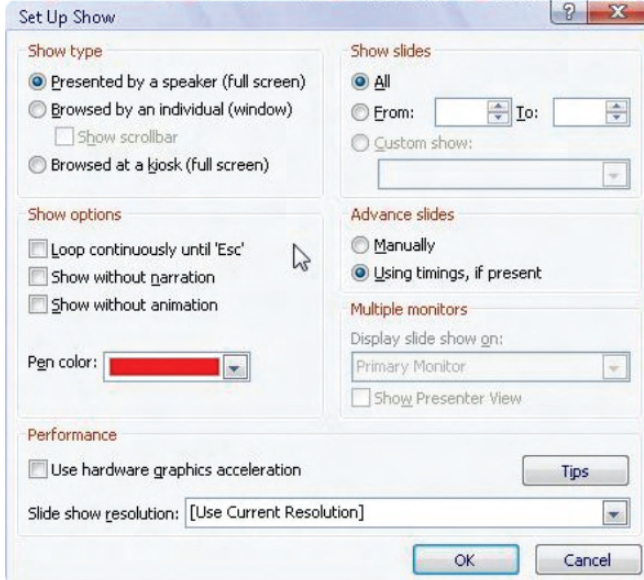 Set Up Show
Show type
Presented by a speaker (full screen)
Browsed by an individual (window)
Show scrollbar
Browsed at a kiosk (full screen)
Show slides
All
From: To:
Custom show:
Show options
Loop continuously until 'Esc'
Show without narration
Show without animation
Pen color:
Advance slides
Manually
Using timings, if present
Multiple monitors
Display slide show on:
Primary Monitor
Show Presenter View
Performance
Use hardware graphics acceleration
Tips
Slide show resolution: [Use Current Resolution]
OK Cancel